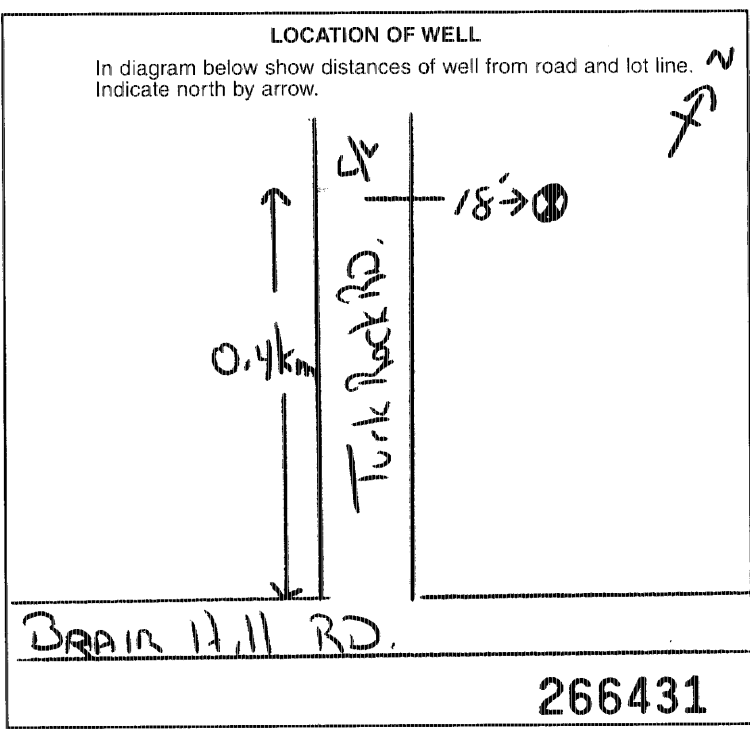 LOCATION OF WELL
In diagram below show distances of well from road and lot line.
Indicate north by arrow.
N
18'
0.4km
Turk Rock RD.
BRAIR Hill RD.
266431